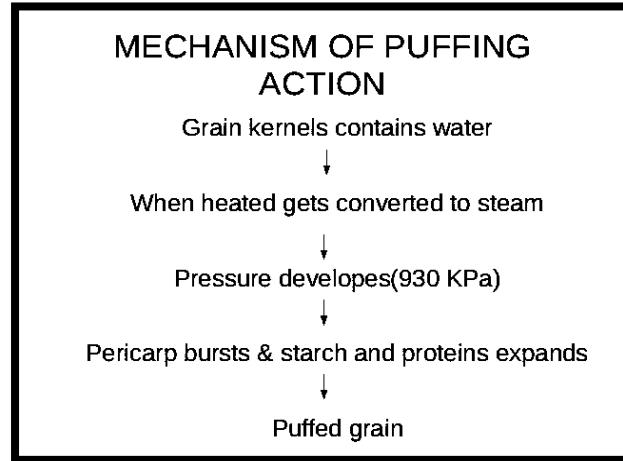 MECHANISM OF PUFFING
ACTION
Grain kernels contains water
When heated gets converted to steam
Pressure developes(930 KPa)
Pericarp bursts & starch and proteins expands
Puffed grain